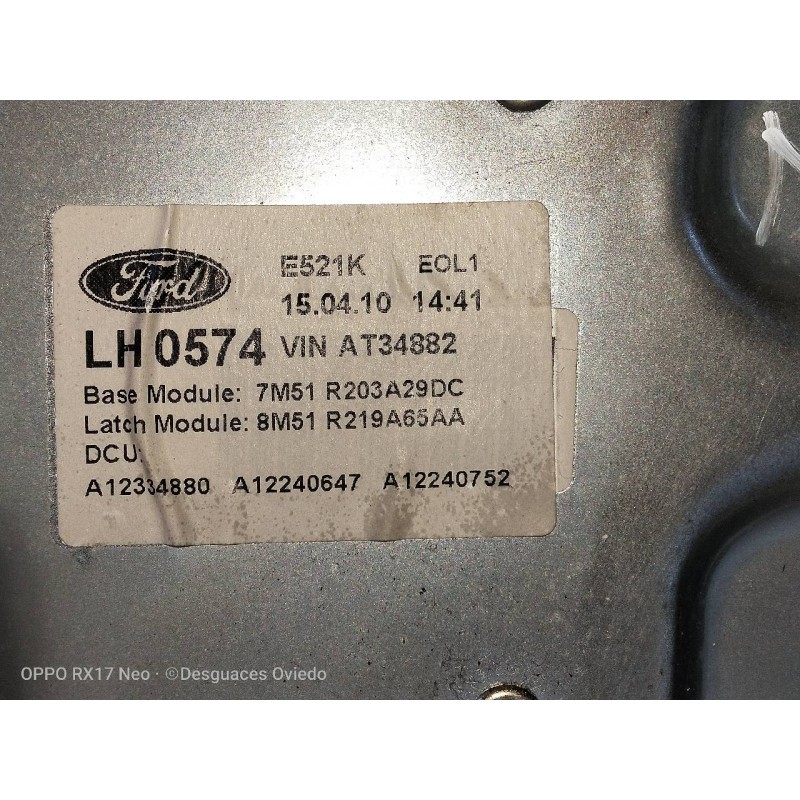 Ford
E521K EOL1
15.04.10 14:41
LH 0574 VIN AT34882
Base Module: 7M51 R203A29DC
Latch Module: 8M51 R219A65AA
DCU:
A12334880 A12240647 A12240752
OPPO RX17 Neo · ©Desguaces Oviedo